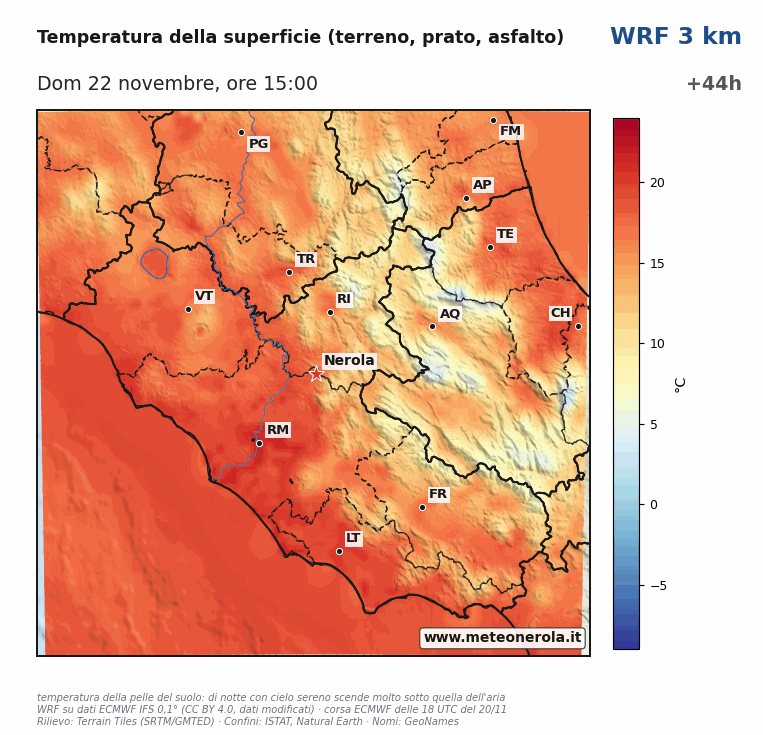 Temperatura della superficie (terreno, prato, asfalto)
WRF 3 km
Dom 22 novembre, ore 15:00
+44h
PG
FM
AP
TE
TR
VT
RI
AQ
CH
Nerola
RM
FR
LT
www.meteonerola.it
20
15
10
5
0
−5
°C
temperatura della pelle del suolo: di notte con cielo sereno scende molto sotto quella dell'aria
WRF su dati ECMWF IFS 0,1° (CC BY 4.0, dati modificati) · corsa ECMWF delle 18 UTC del 20/11
Rilievo: Terrain Tiles (SRTM/GMTED) · Confini: ISTAT, Natural Earth · Nomi: GeoNames